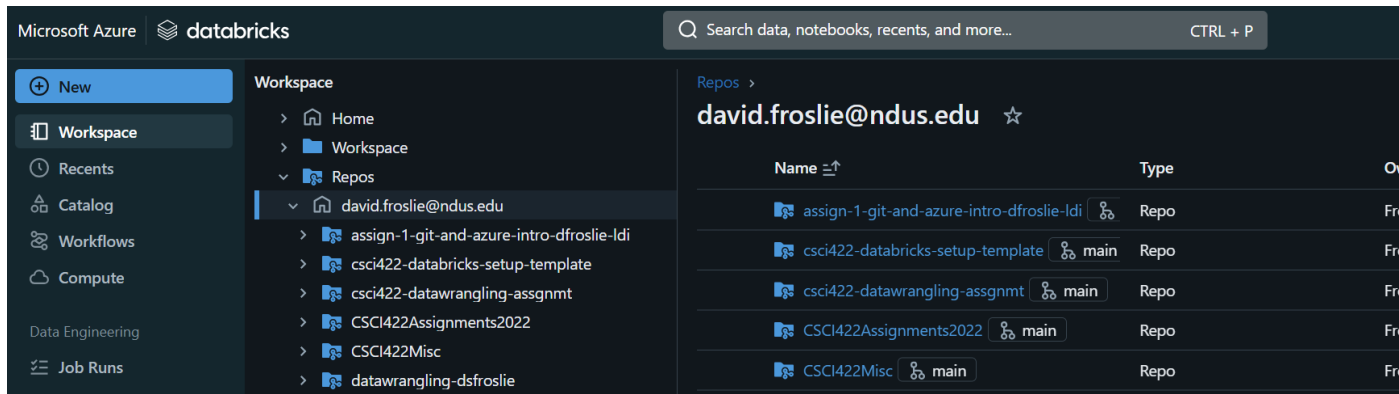 Microsoft Azure databricks Search data, notebooks, recents, and more... CTRL + P
New
Workspace
Recents
Catalog
Workflows
Compute
Data Engineering
Job Runs
Workspace
Home
Workspace
Repos
david.froslie@ndus.edu
assign-1-git-and-azure-intro-dfroslie-ldi
csci422-databricks-setup-template
csci422-datawrangling-assgnmt
CSCI422Assignments2022
CSCI422Misc
datawrangling-dsfroslie
Repos ›
david.froslie@ndus.edu
Name Type
assign-1-git-and-azure-intro-dfroslie-ldi Repo
csci422-databricks-setup-template main Repo
csci422-datawrangling-assgnmt main Repo
CSCI422Assignments2022 main Repo
CSCI422Misc main Repo